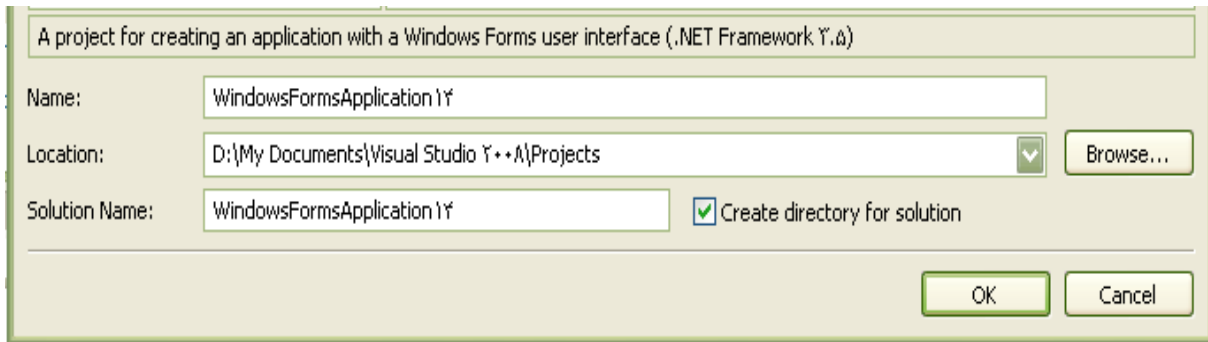 A project for creating an application with a Windows Forms user interface (.NET Framework ۳.۵)
Name: WindowsFormsApplication۱۴
Location: D:\My Documents\Visual Studio ۲۰۰۸\Projects Browse...
Solution Name: WindowsFormsApplication۱۴ Create directory for solution
OK Cancel